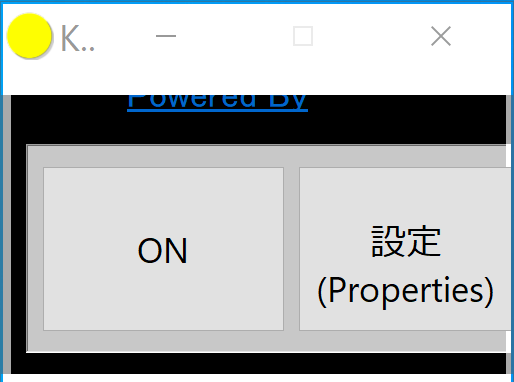 K..
Powered By
ON
設定
(Properties)